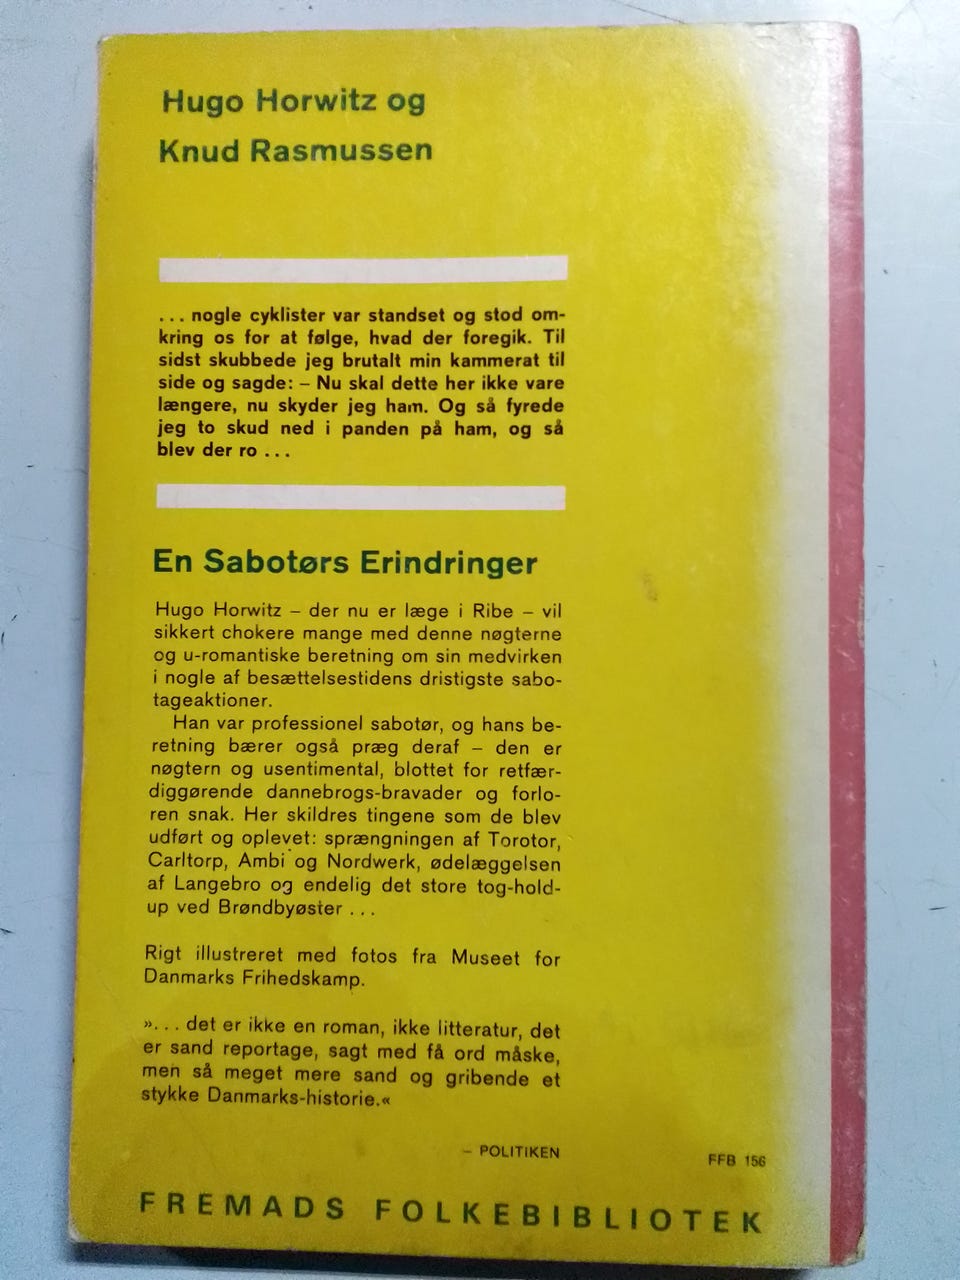 Hugo Horwitz og
Knud Rasmussen
... nogle cyklister var standset og stod om-
kring os for at følge, hvad der foregik. Til
sidst skubbede jeg brutalt min kammerat til
side og sagde: – Nu skal dette her ikke vare
længere, nu skyder jeg ham. Og så fyrede
jeg to skud ned i panden på ham, og så
blev der ro ...
En Sabotørs Erindringer
Hugo Horwitz – der nu er læge i Ribe – vil
sikkert chokere mange med denne nøgterne
og u-romantiske beretning om sin medvirken
i nogle af besættelsestidens dristigste sabo-
tageaktioner.
Han var professionel sabotør, og hans be-
retning bærer også præg deraf – den er
nøgtern og usentimental, blottet for retfær-
diggørende dannebrogs-bravader og forlo-
ren snak. Her skildres tingene som de blev
udført og oplevet: sprængningen af Torotor,
Carltorp, Ambi og Nordwerk, ødelæggelsen
af Langebro og endelig det store tog-hold-
up ved Brøndbyøster ...
Rigt illustreret med fotos fra Museet for
Danmarks Frihedskamp.
»... det er ikke en roman, ikke litteratur, det
er sand reportage, sagt med få ord måske,
men så meget mere sand og gribende et
stykke Danmarks-historie.«
– POLITIKEN
FFB 156
FREMADS FOLKEBIBLIOTEK